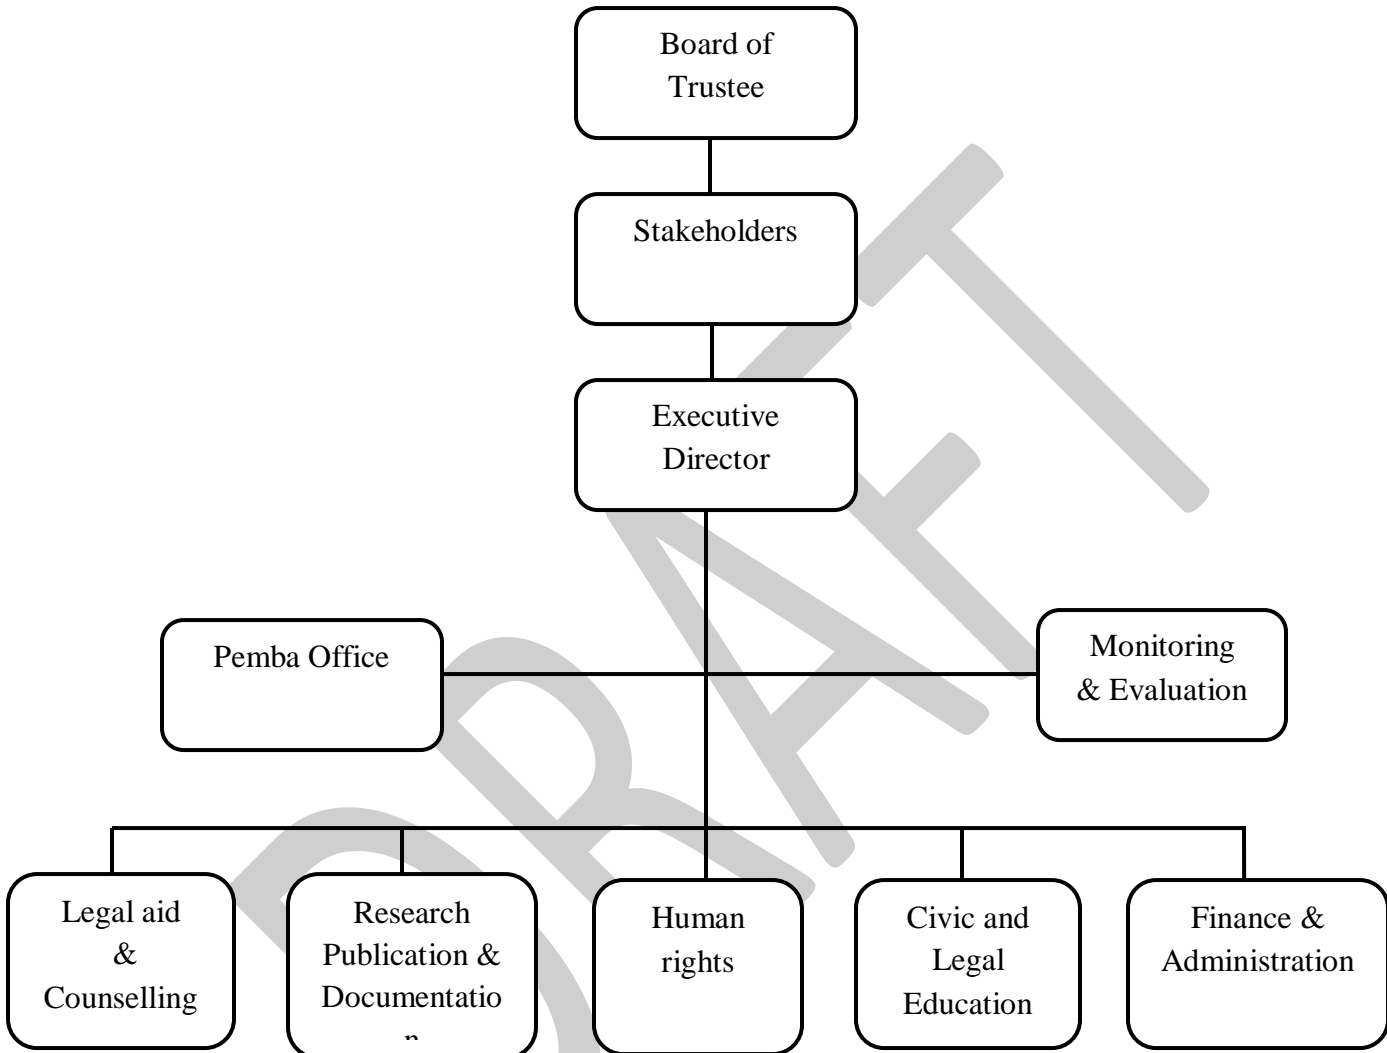 Board of
Trustee
Stakeholders
Executive
Director
Pemba Office
Monitoring
& Evaluation
Legal aid
&
Counselling
Research
Publication &
Documentatio
n
Human
rights
Civic and
Legal
Education
Finance &
Administration
DRAFT